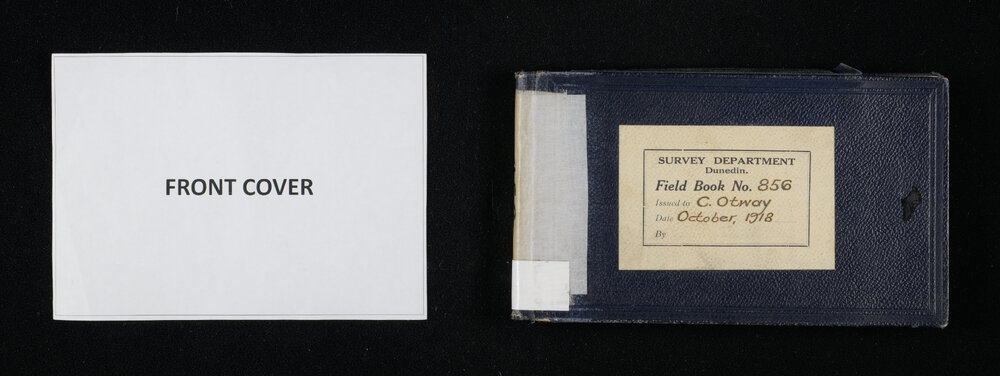 FRONT COVER
SURVEY DEPARTMENT
Dunedin.
Field Book No. 856
Issued to C. Otway
Date October, 1918
By